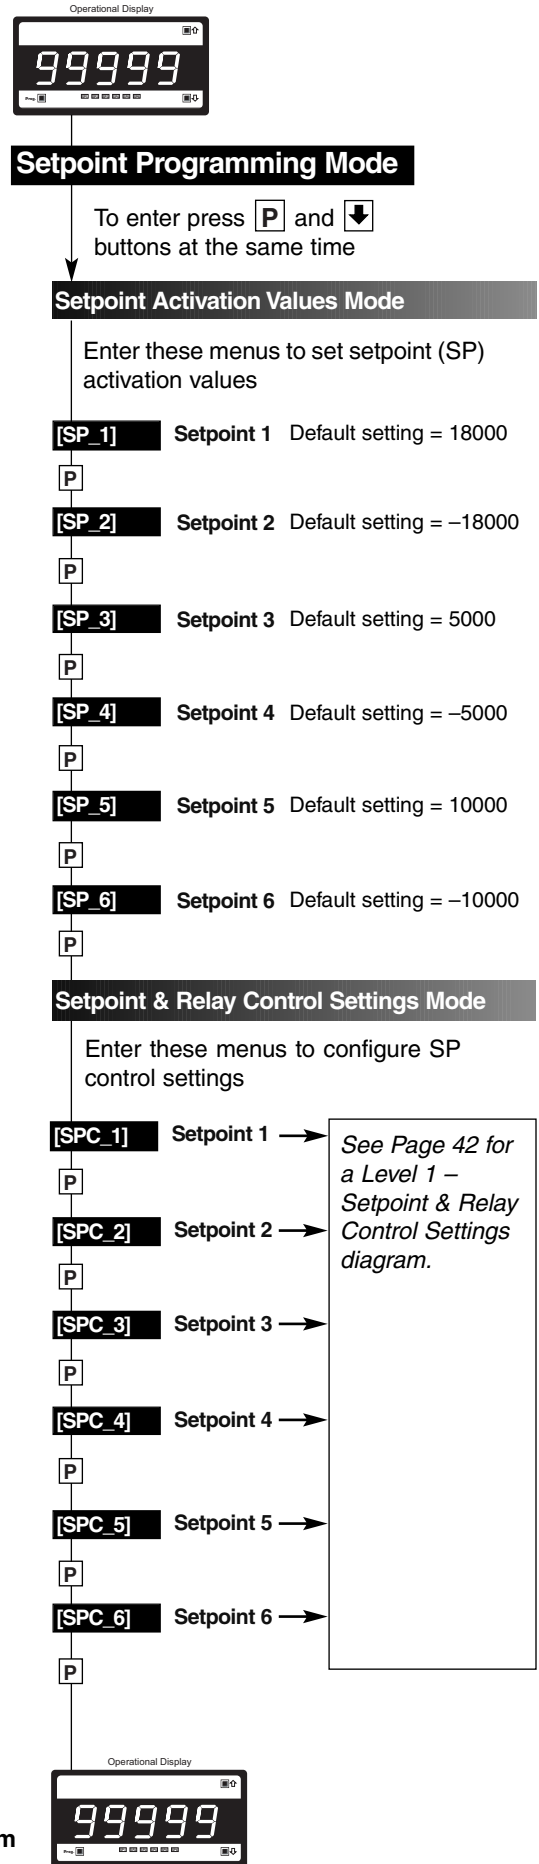 Operational Display
99999
Prog.
Setpoint Programming Mode
To enter press P and
buttons at the same time
Setpoint Activation Values Mode
Enter these menus to set setpoint (SP)
activation values
[SP_1] Setpoint 1 Default setting = 18000
P
[SP_2] Setpoint 2 Default setting = –18000
P
[SP_3] Setpoint 3 Default setting = 5000
P
[SP_4] Setpoint 4 Default setting = –5000
P
[SP_5] Setpoint 5 Default setting = 10000
P
[SP_6] Setpoint 6 Default setting = –10000
P
Setpoint & Relay Control Settings Mode
Enter these menus to configure SP
control settings
[SPC_1] Setpoint 1
See Page 42 for
a Level 1 –
Setpoint & Relay
Control Settings
diagram.
P
[SPC_2] Setpoint 2
P
[SPC_3] Setpoint 3
P
[SPC_4] Setpoint 4
P
[SPC_5] Setpoint 5
P
[SPC_6] Setpoint 6
P
Operational Display
99999
Prog.
m